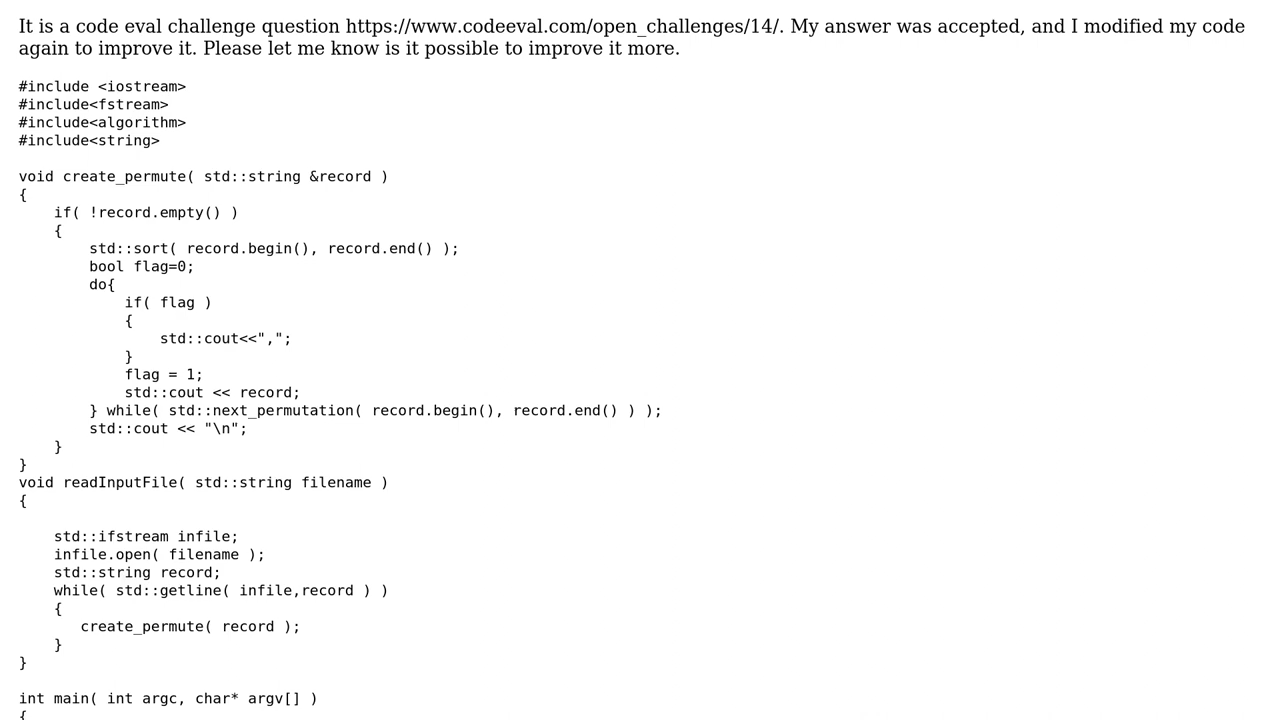 It is a code eval challenge question https://www.codeeval.com/open_challenges/14/. My answer was accepted, and I modified my code
again to improve it. Please let me know is it possible to improve it more.
#include <iostream>
#include<fstream>
#include<algorithm>
#include<string>
void create_permute( std::string &record )
{
    if( !record.empty() )
    {
        std::sort( record.begin(), record.end() );
        bool flag=0;
        do{
            if( flag )
            {
                std::cout<<",";
            }
            flag = 1;
            std::cout << record;
        } while( std::next_permutation( record.begin(), record.end() ) );
        std::cout << "\n";
    }
}
void readInputFile( std::string filename )
{
    std::ifstream infile;
    infile.open( filename );
    std::string record;
    while( std::getline( infile,record ) )
    {
       create_permute( record );
    }
}
int main( int argc, char* argv[] )
{